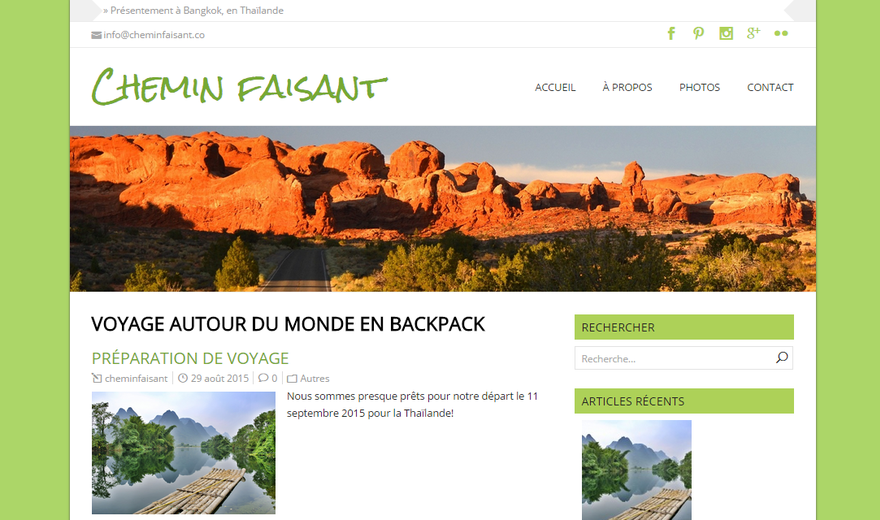 » Présentement à Bangkok, en Thaïlande
info@cheminfaisant.co
Chemin faisant
ACCUEIL À PROPOS PHOTOS CONTACT
VOYAGE AUTOUR DU MONDE EN BACKPACK
PRÉPARATION DE VOYAGE
cheminfaisant 29 août 2015 0 Autres
Nous sommes presque prêts pour notre départ le 11
septembre 2015 pour la Thaïlande!
RECHERCHER
Recherche...
ARTICLES RÉCENTS